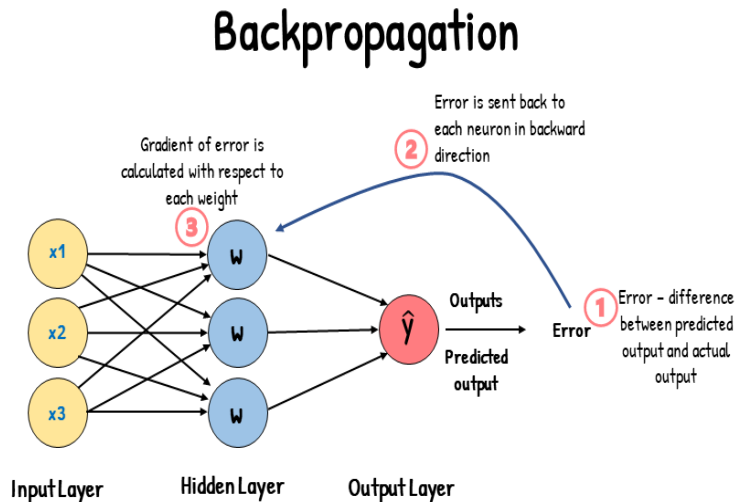 Backpropagation
Error is sent back to
each neuron in backward
direction
2
Gradient of error is
calculated with respect to
each weight
3
x1
x2
x3
w
w
w
ŷ
Outputs
Predicted
output
Error
1
Error - difference
between predicted
output and actual
output
Input Layer
Hidden Layer
Output Layer